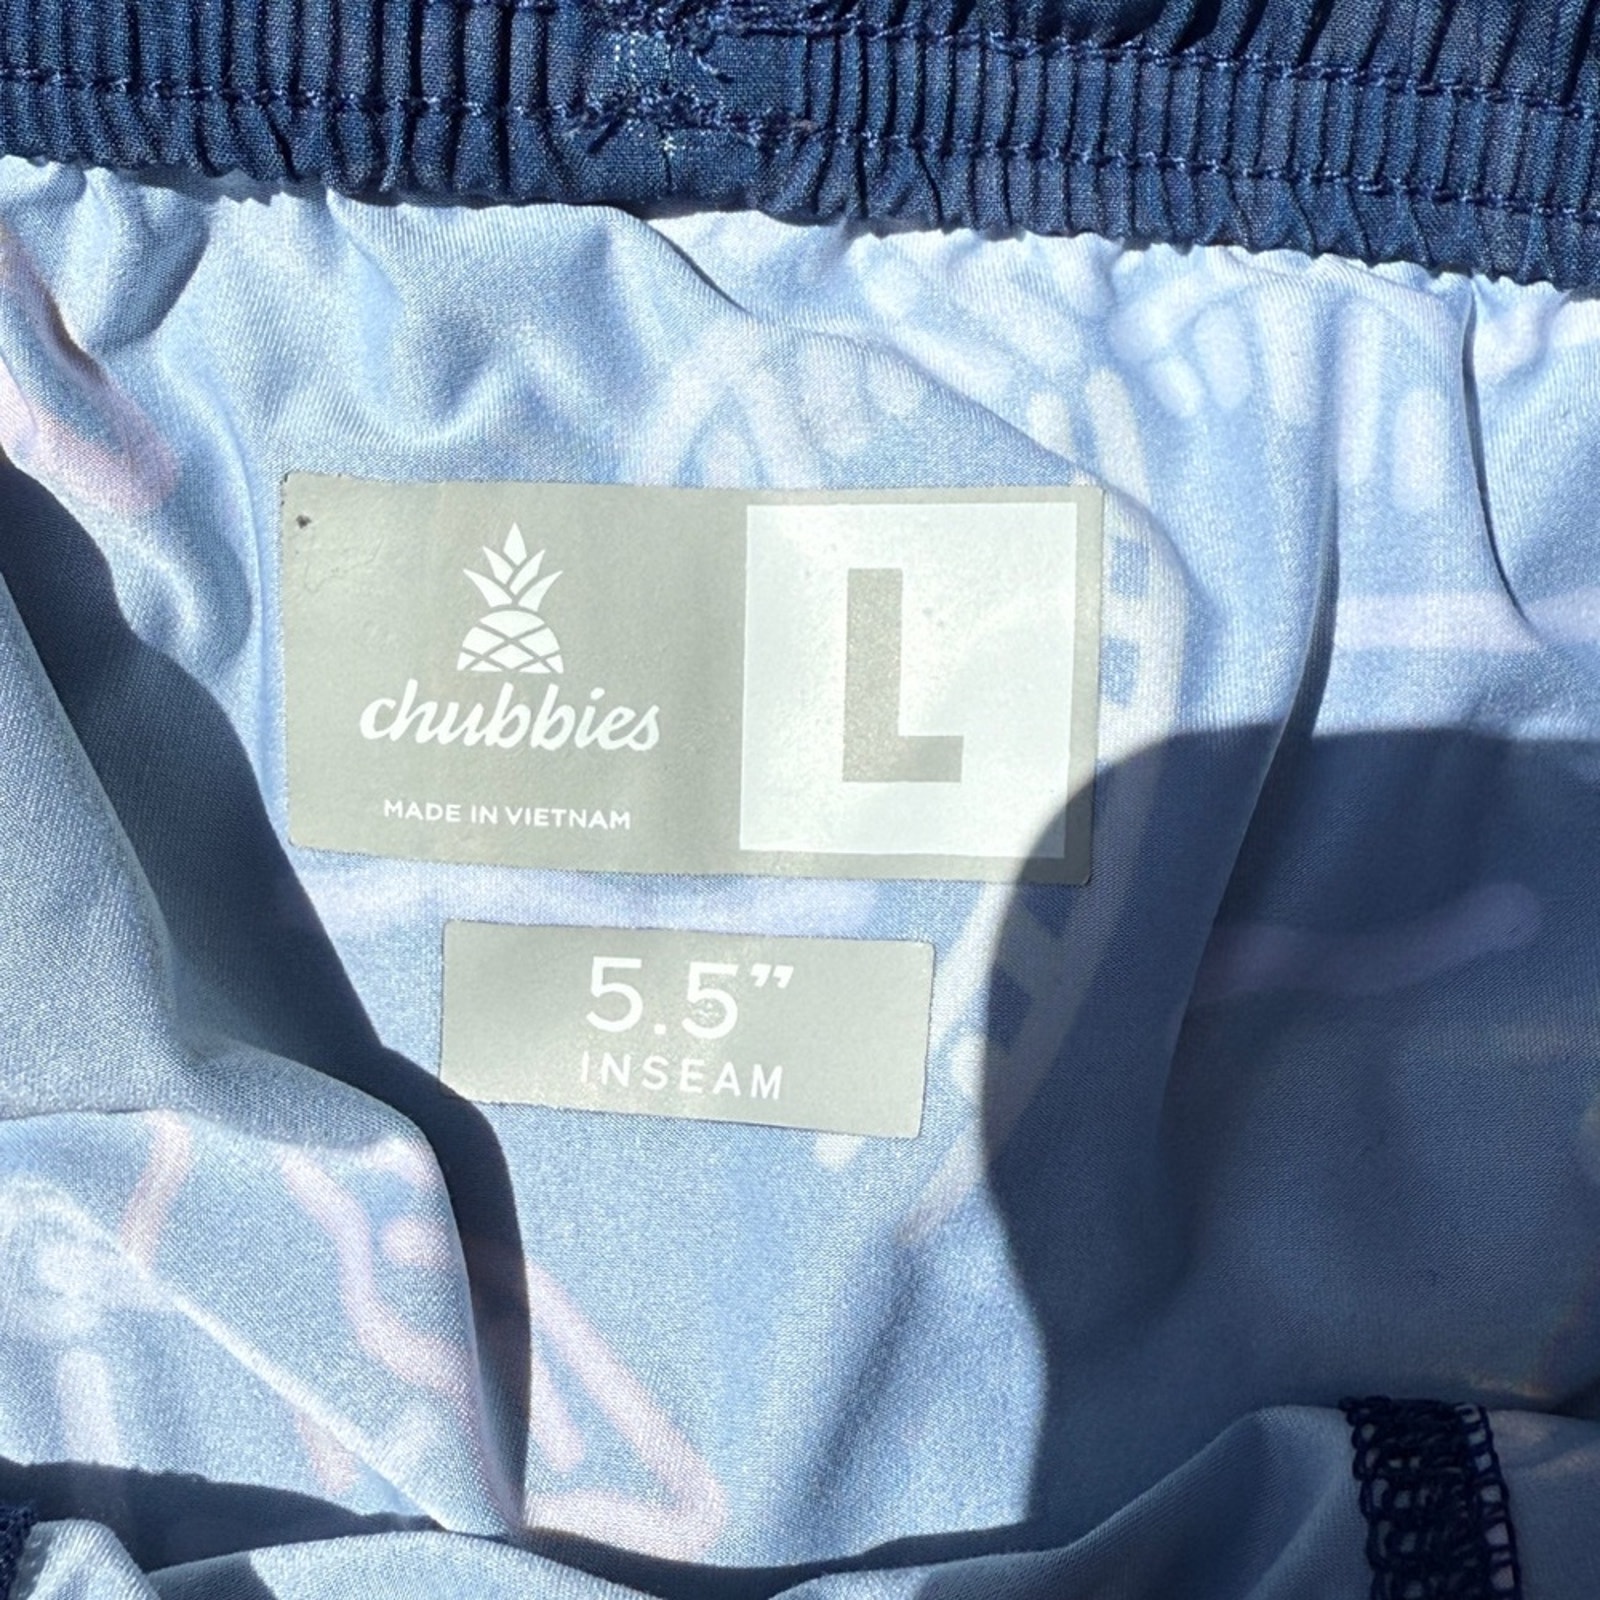 chubbies
MADE IN VIETNAM
L
5.5”
INSEAM